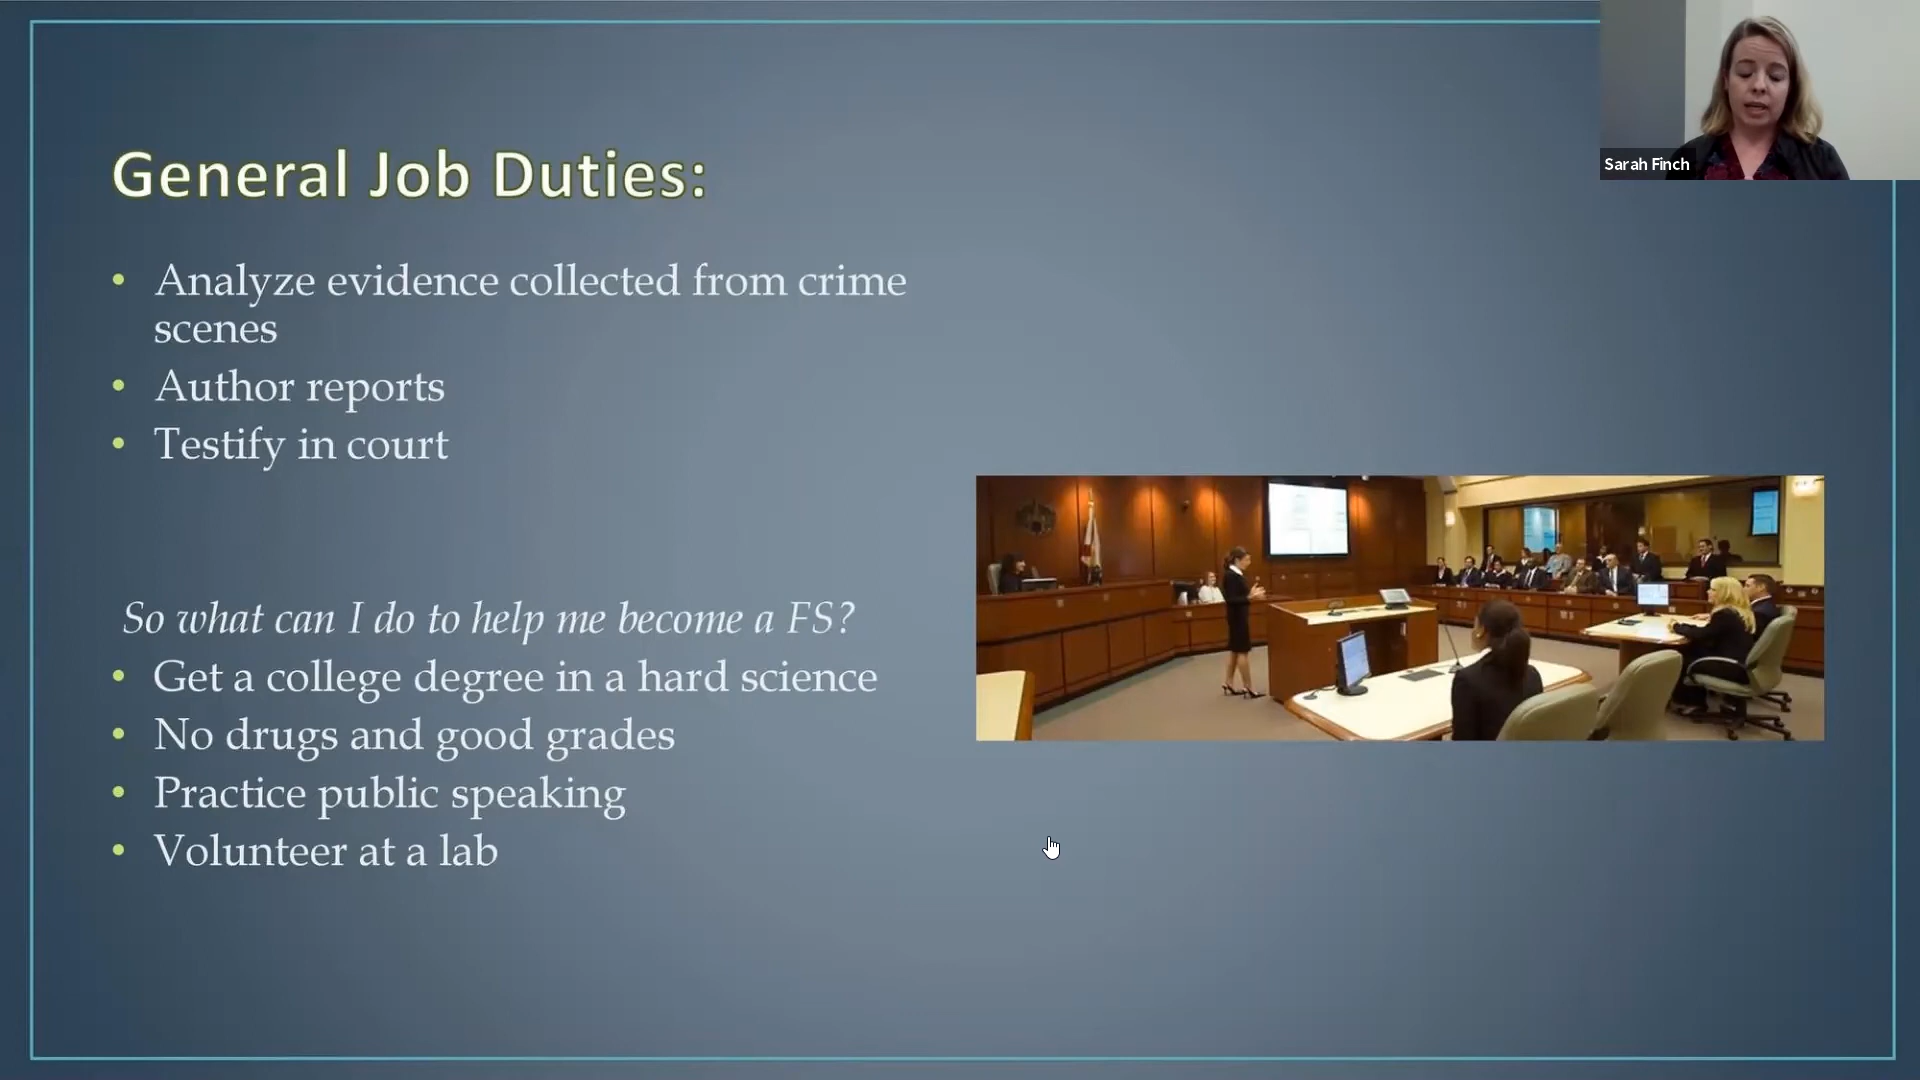 General Job Duties:
• Analyze evidence collected from crime
scenes
• Author reports
• Testify in court
So what can I do to help me become a FS?
• Get a college degree in a hard science
• No drugs and good grades
• Practice public speaking
• Volunteer at a lab
Sarah Finch